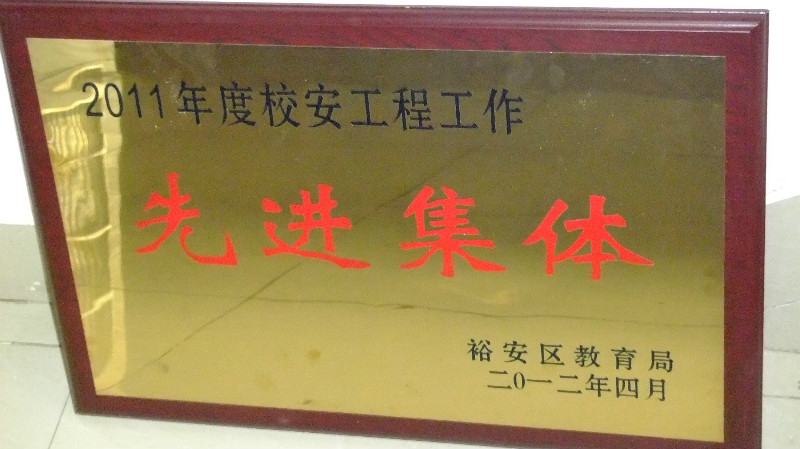 2011年度校安工程工作
先进集体
裕安区教育局
二0一二年四月